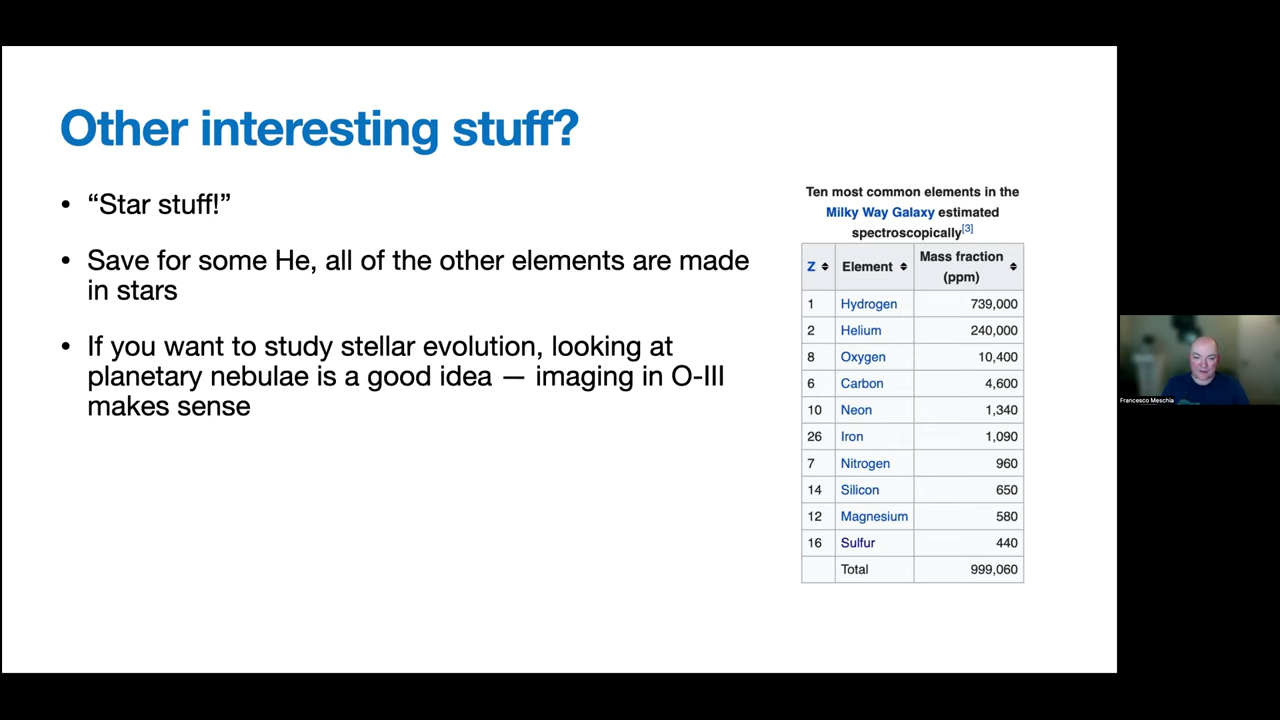 Other interesting stuff?
• “Star stuff!”
• Save for some He, all of the other elements are made
in stars
• If you want to study stellar evolution, looking at
planetary nebulae is a good idea — imaging in O-III
makes sense
Ten most common elements in the
Milky Way Galaxy estimated
spectroscopically[3]
Z Element Mass fraction
(ppm)
1 Hydrogen 739,000
2 Helium 240,000
8 Oxygen 10,400
6 Carbon 4,600
10 Neon 1,340
26 Iron 1,090
7 Nitrogen 960
14 Silicon 650
12 Magnesium 580
16 Sulfur 440
Total 999,060
Francesco Meschia